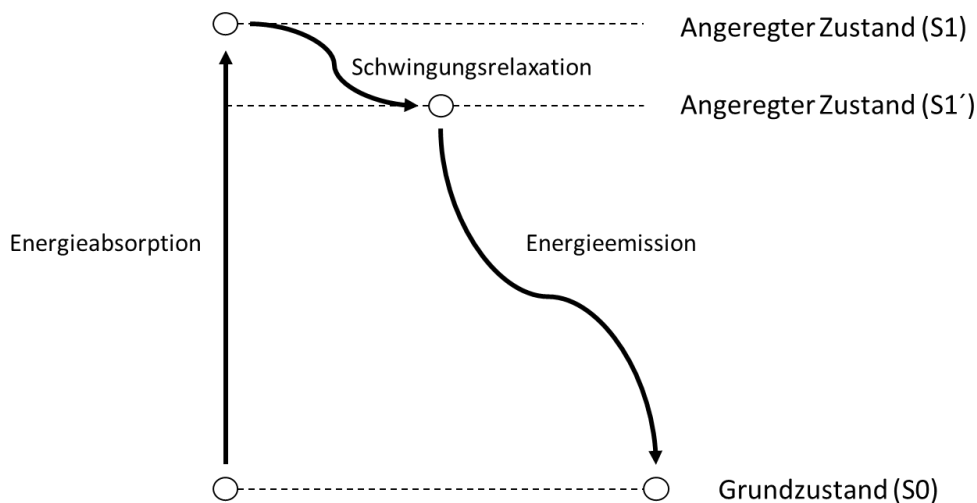 Angeregter Zustand (S1)
Schwingungsrelaxation
Angeregter Zustand (S1´)
Energieabsorption
Energieemission
Grundzustand (S0)